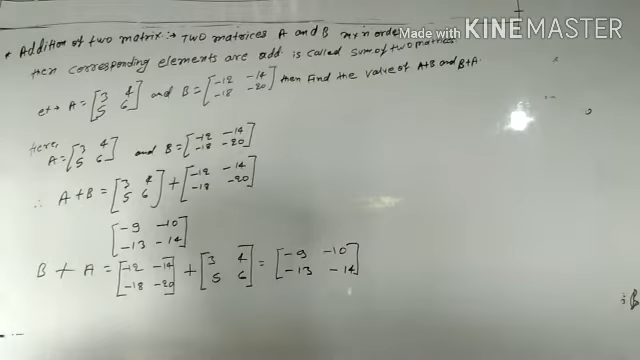 Made with KINEMASTER
* Addition of two matrix :→ Two matrices A and B m×n order
then corresponding elements are add is called sum of two matrices
et → A = [3 4 5 6] and B = [-12 -14 -18 -20] then Find the value of A+B and B+A.
Here,
A = [3 4 5 6] and B = [-12 -14 -18 -20]
∴ A + B = [3 4 5 6] + [-12 -14 -18 -20]
[-9 -10 -13 -14]
B + A = [-12 -14 -18 -20] + [3 4 5 6] = [-9 -10 -13 -14]